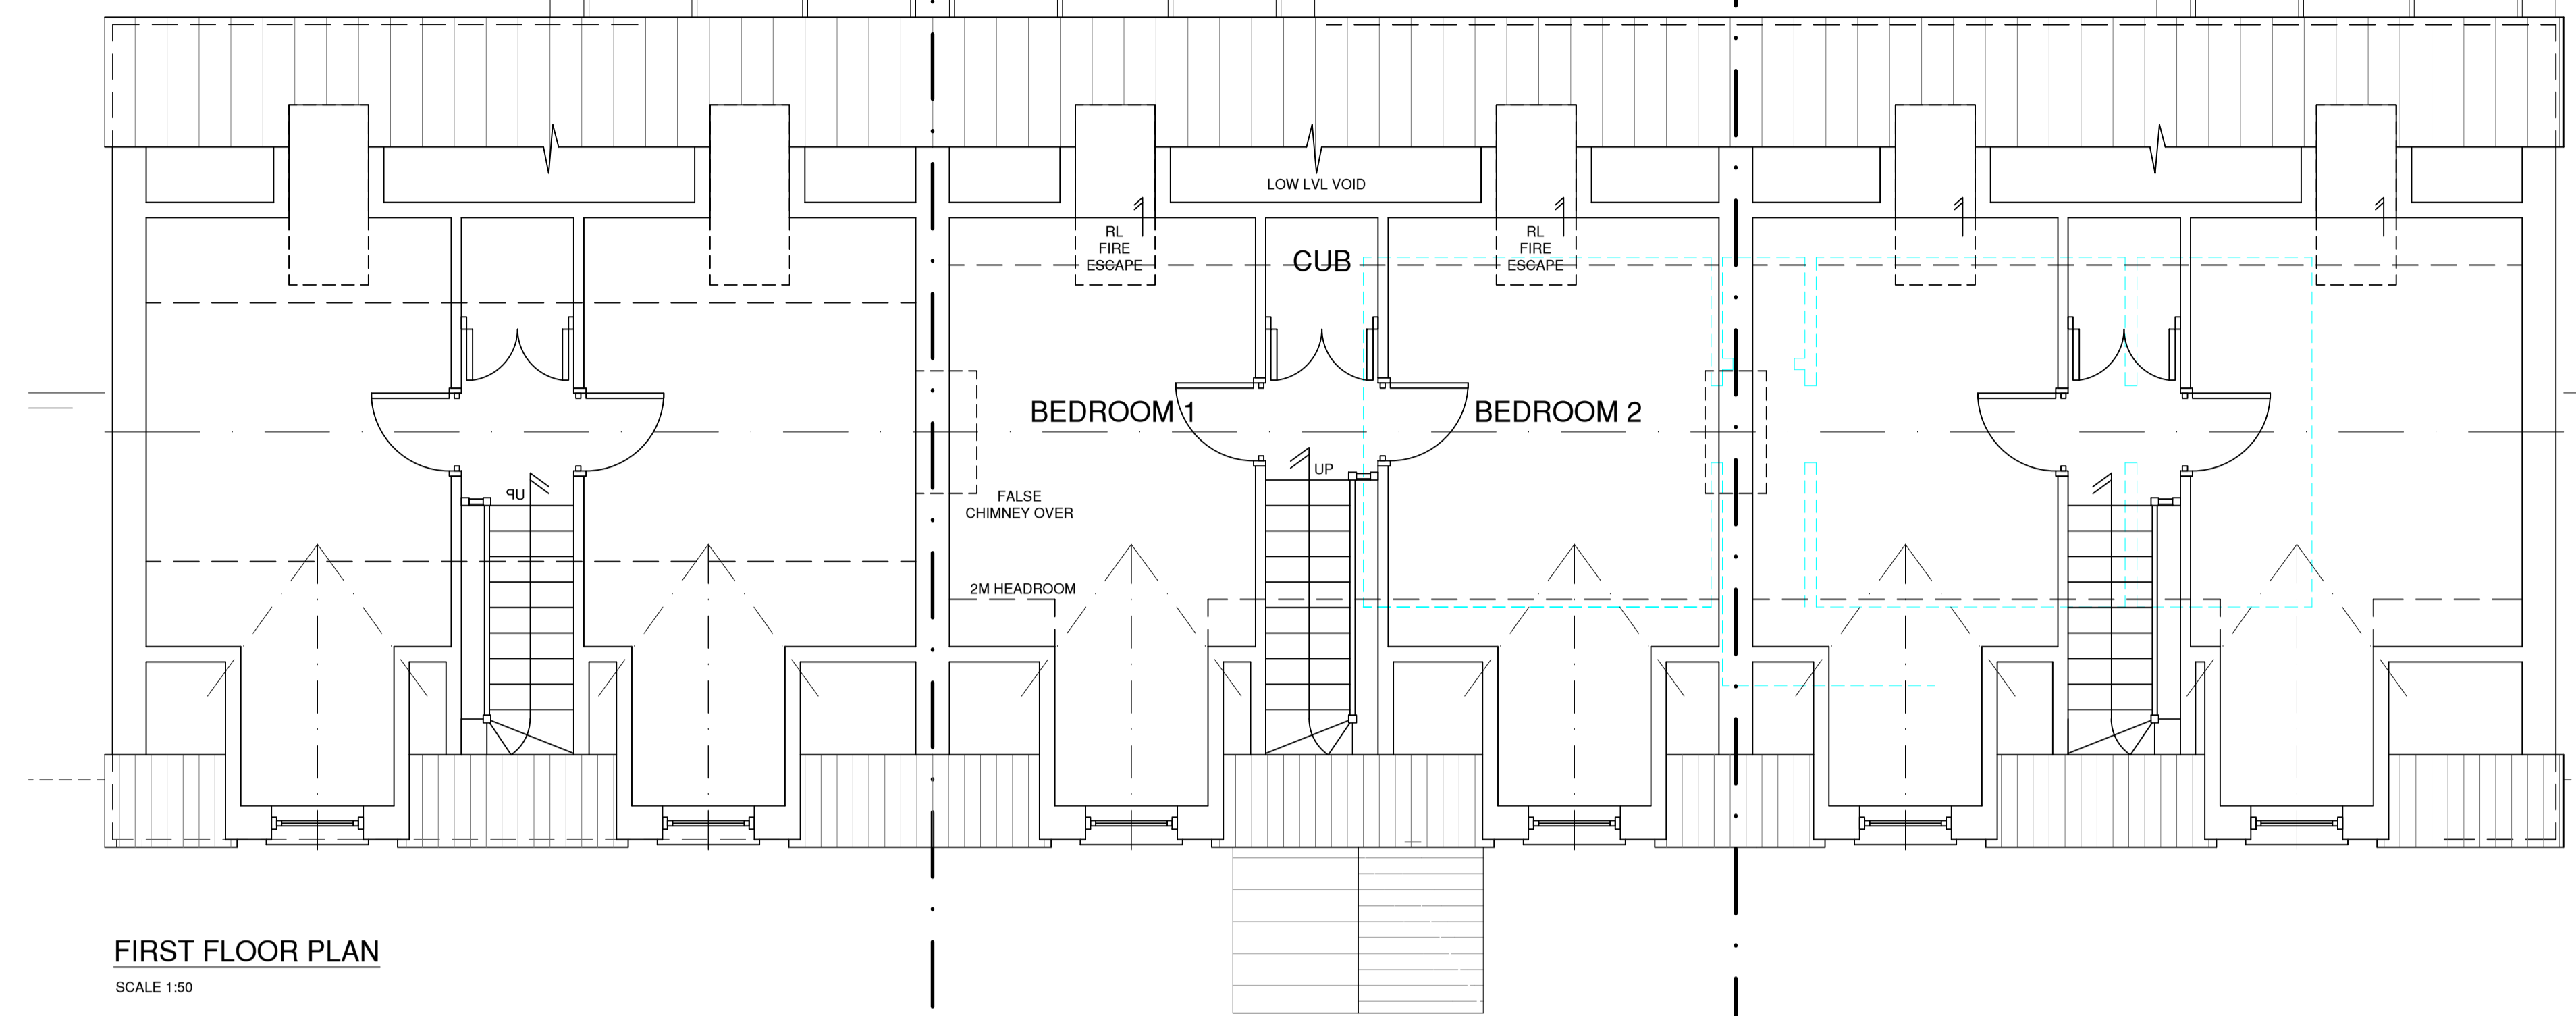 LOW LVL VOID
RL
FIRE
ESCAPE
RL
FIRE
ESCAPE
CUB
BEDROOM 1
BEDROOM 2
UP
UP
FALSE
CHIMNEY OVER
2M HEADROOM
FIRST FLOOR PLAN
SCALE 1:50